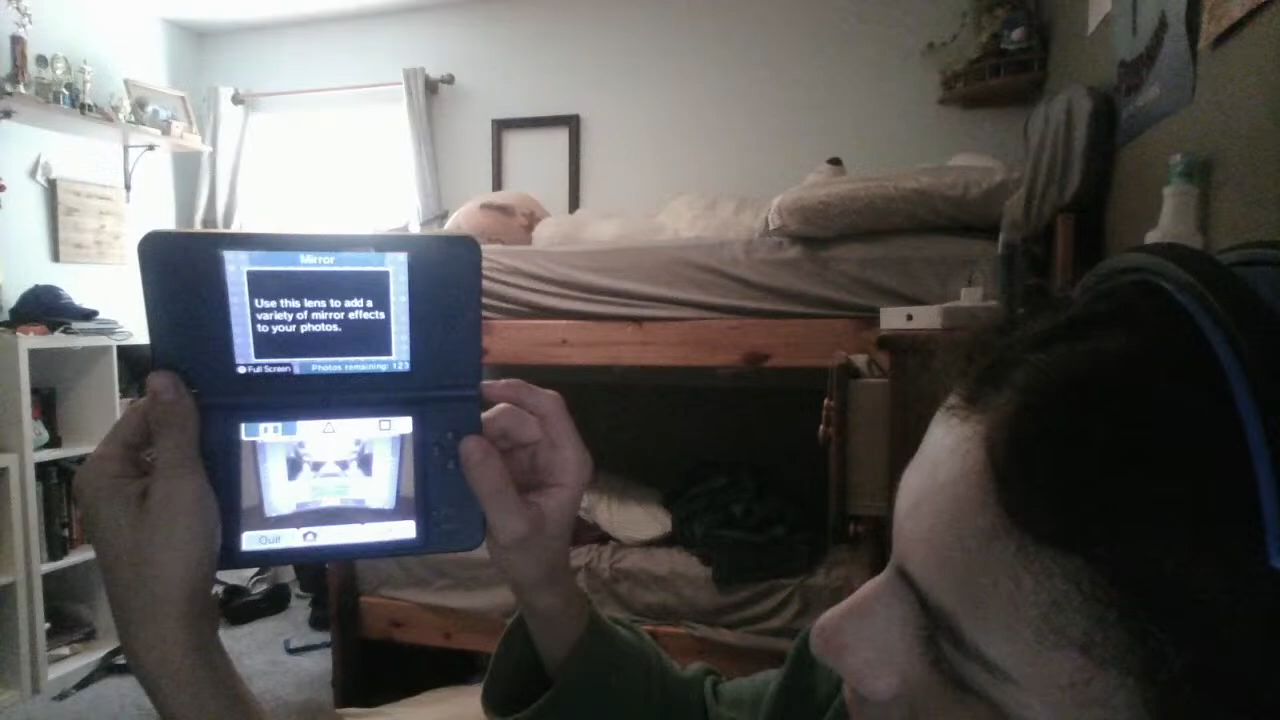 Mirror
Use this lens to add a
variety of mirror effects
to your photos.
Full Screen
Photos remaining: 123
Quit